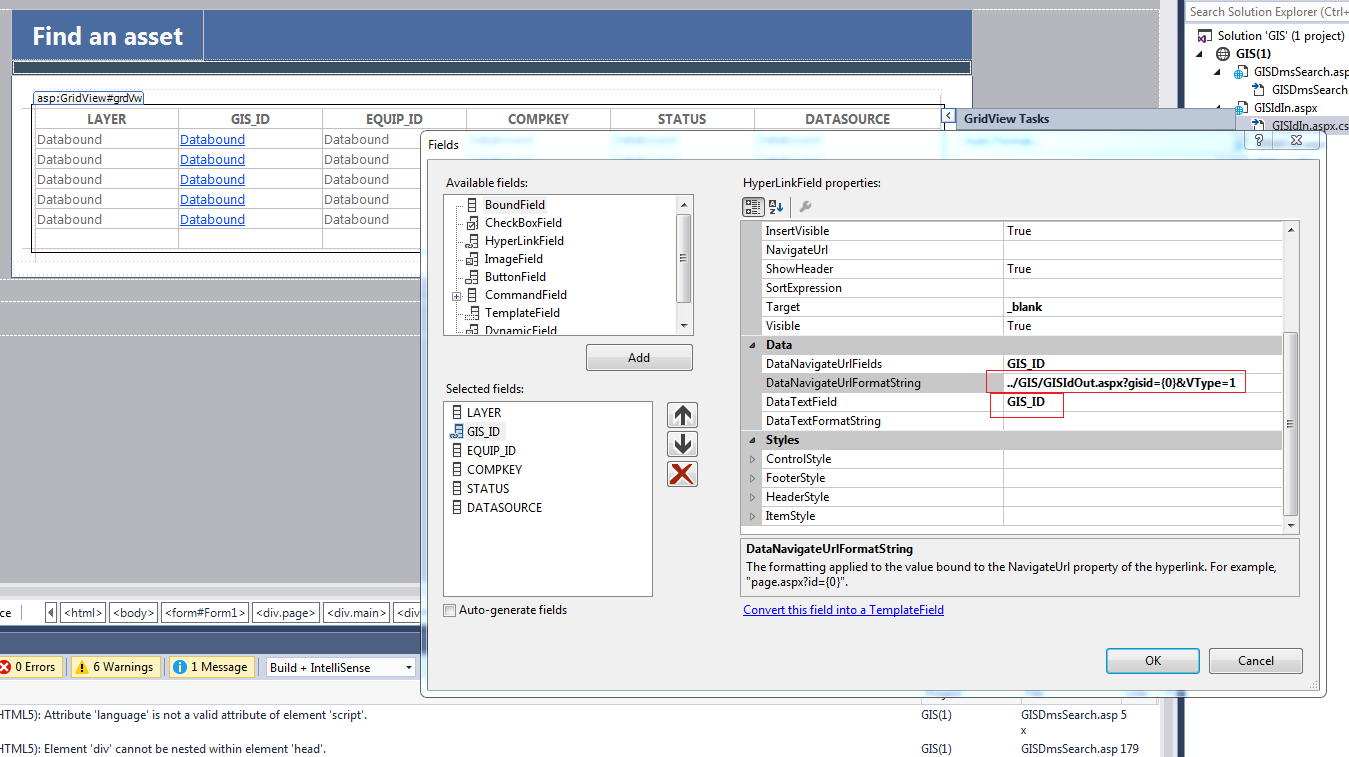 Find an asset
asp:GridView#grdVw
LAYER GIS_ID EQUIP_ID COMPKEY STATUS DATASOURCE
Databound Databound Databound
Databound Databound Databound
Databound Databound Databound
Databound Databound Databound
Databound Databound Databound
GridView Tasks
Search Solution Explorer (Ctrl+
Solution 'GIS' (1 project)
GIS(1)
GISDmsSearch.asp
GISDmsSearch
GISIdIn.aspx
GISIdIn.aspx.cs
Fields
Available fields:
BoundField
CheckBoxField
HyperLinkField
ImageField
ButtonField
CommandField
TemplateField
DynamicField
Add
Selected fields:
LAYER
GIS_ID
EQUIP_ID
COMPKEY
STATUS
DATASOURCE
Auto-generate fields
HyperLinkField properties:
InsertVisible True
NavigateUrl
ShowHeader True
SortExpression
Target _blank
Visible True
Data
DataNavigateUrlFields GIS_ID
DataNavigateUrlFormatString ../GIS/GISIdOut.aspx?gisid={0}&VType=1
DataTextField GIS_ID
DataTextFormatString
Styles
ControlStyle
FooterStyle
HeaderStyle
ItemStyle
DataNavigateUrlFormatString
The formatting applied to the value bound to the NavigateUrl property of the hyperlink. For example,
"page.aspx?id={0}".
Convert this field into a TemplateField
OK Cancel
ce <html> <body> <form#Form1> <div.page> <div.main> <div
0 Errors 6 Warnings 1 Message Build + IntelliSense
HTML5): Attribute 'language' is not a valid attribute of element 'script'. GIS(1) GISDmsSearch.asp 5
x
HTML5): Element 'div' cannot be nested within element 'head'. GIS(1) GISDmsSearch.asp 179